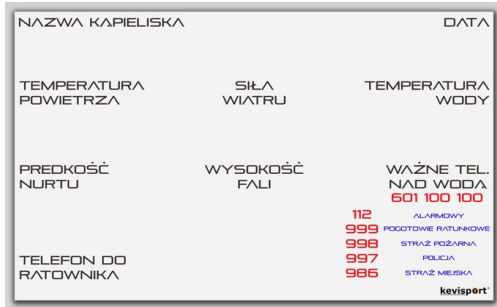 NAZWA KAPIELISKA DATA
TEMPERATURA SIŁA TEMPERATURA
POWIETRZA WIATRU WODY
PREDKOŚĆ WYSOKOŚĆ WAŻNE TEL.
NURTU FALI NAD WODA
601 100 100
112 ALARMOWY
999 POGOTOWIE RATUNKOWE
998 STRAŻ POŻARNA
997 POLICJA
986 STRAŻ MIEJSKA
TELEFON DO
RATOWNIKA
kevisport